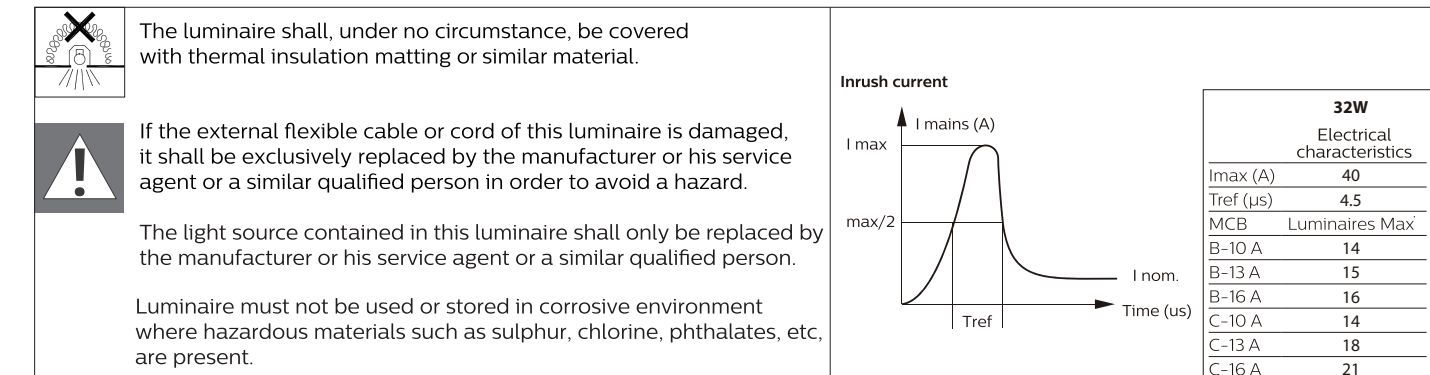 The luminaire shall, under no circumstance, be covered
with thermal insulation matting or similar material.
If the external flexible cable or cord of this luminaire is damaged,
it shall be exclusively replaced by the manufacturer or his service
agent or a similar qualified person in order to avoid a hazard.
The light source contained in this luminaire shall only be replaced by
the manufacturer or his service agent or a similar qualified person.
Luminaire must not be used or stored in corrosive environment
where hazardous materials such as sulphur, chlorine, phthalates, etc,
are present.
Inrush current
I mains (A)
I max
max/2
I nom.
Time (us)
Tref
32W
Electrical
characteristics
Imax (A) 40
Tref (µs) 4.5
MCB Luminaires Max*
B-10 A 14
B-13 A 15
B-16 A 16
C-10 A 14
C-13 A 18
C-16 A 21